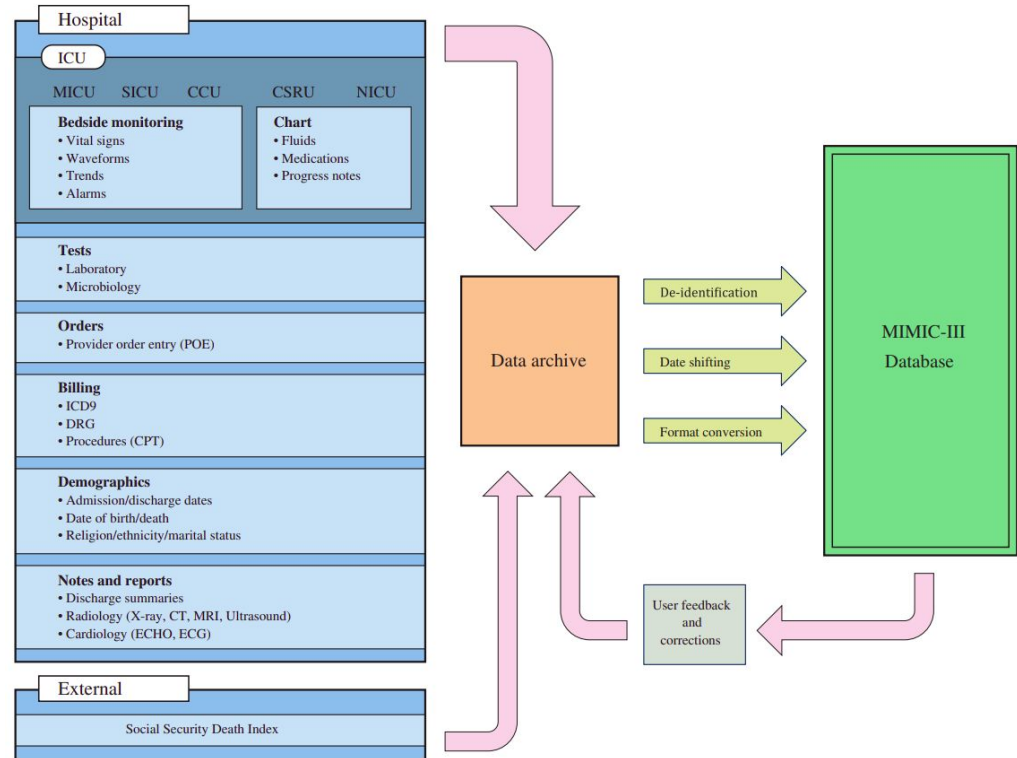 Hospital
ICU
MICU SICU CCU CSRU NICU
Bedside monitoring
• Vital signs
• Waveforms
• Trends
• Alarms
Chart
• Fluids
• Medications
• Progress notes
Tests
• Laboratory
• Microbiology
Orders
• Provider order entry (POE)
Billing
• ICD9
• DRG
• Procedures (CPT)
Demographics
• Admission/discharge dates
• Date of birth/death
• Religion/ethnicity/marital status
Notes and reports
• Discharge summaries
• Radiology (X-ray, CT, MRI, Ultrasound)
• Cardiology (ECHO, ECG)
External
Social Security Death Index
Data archive
De-identification
Date shifting
Format conversion
MIMIC-III
Database
User feedback
and
corrections